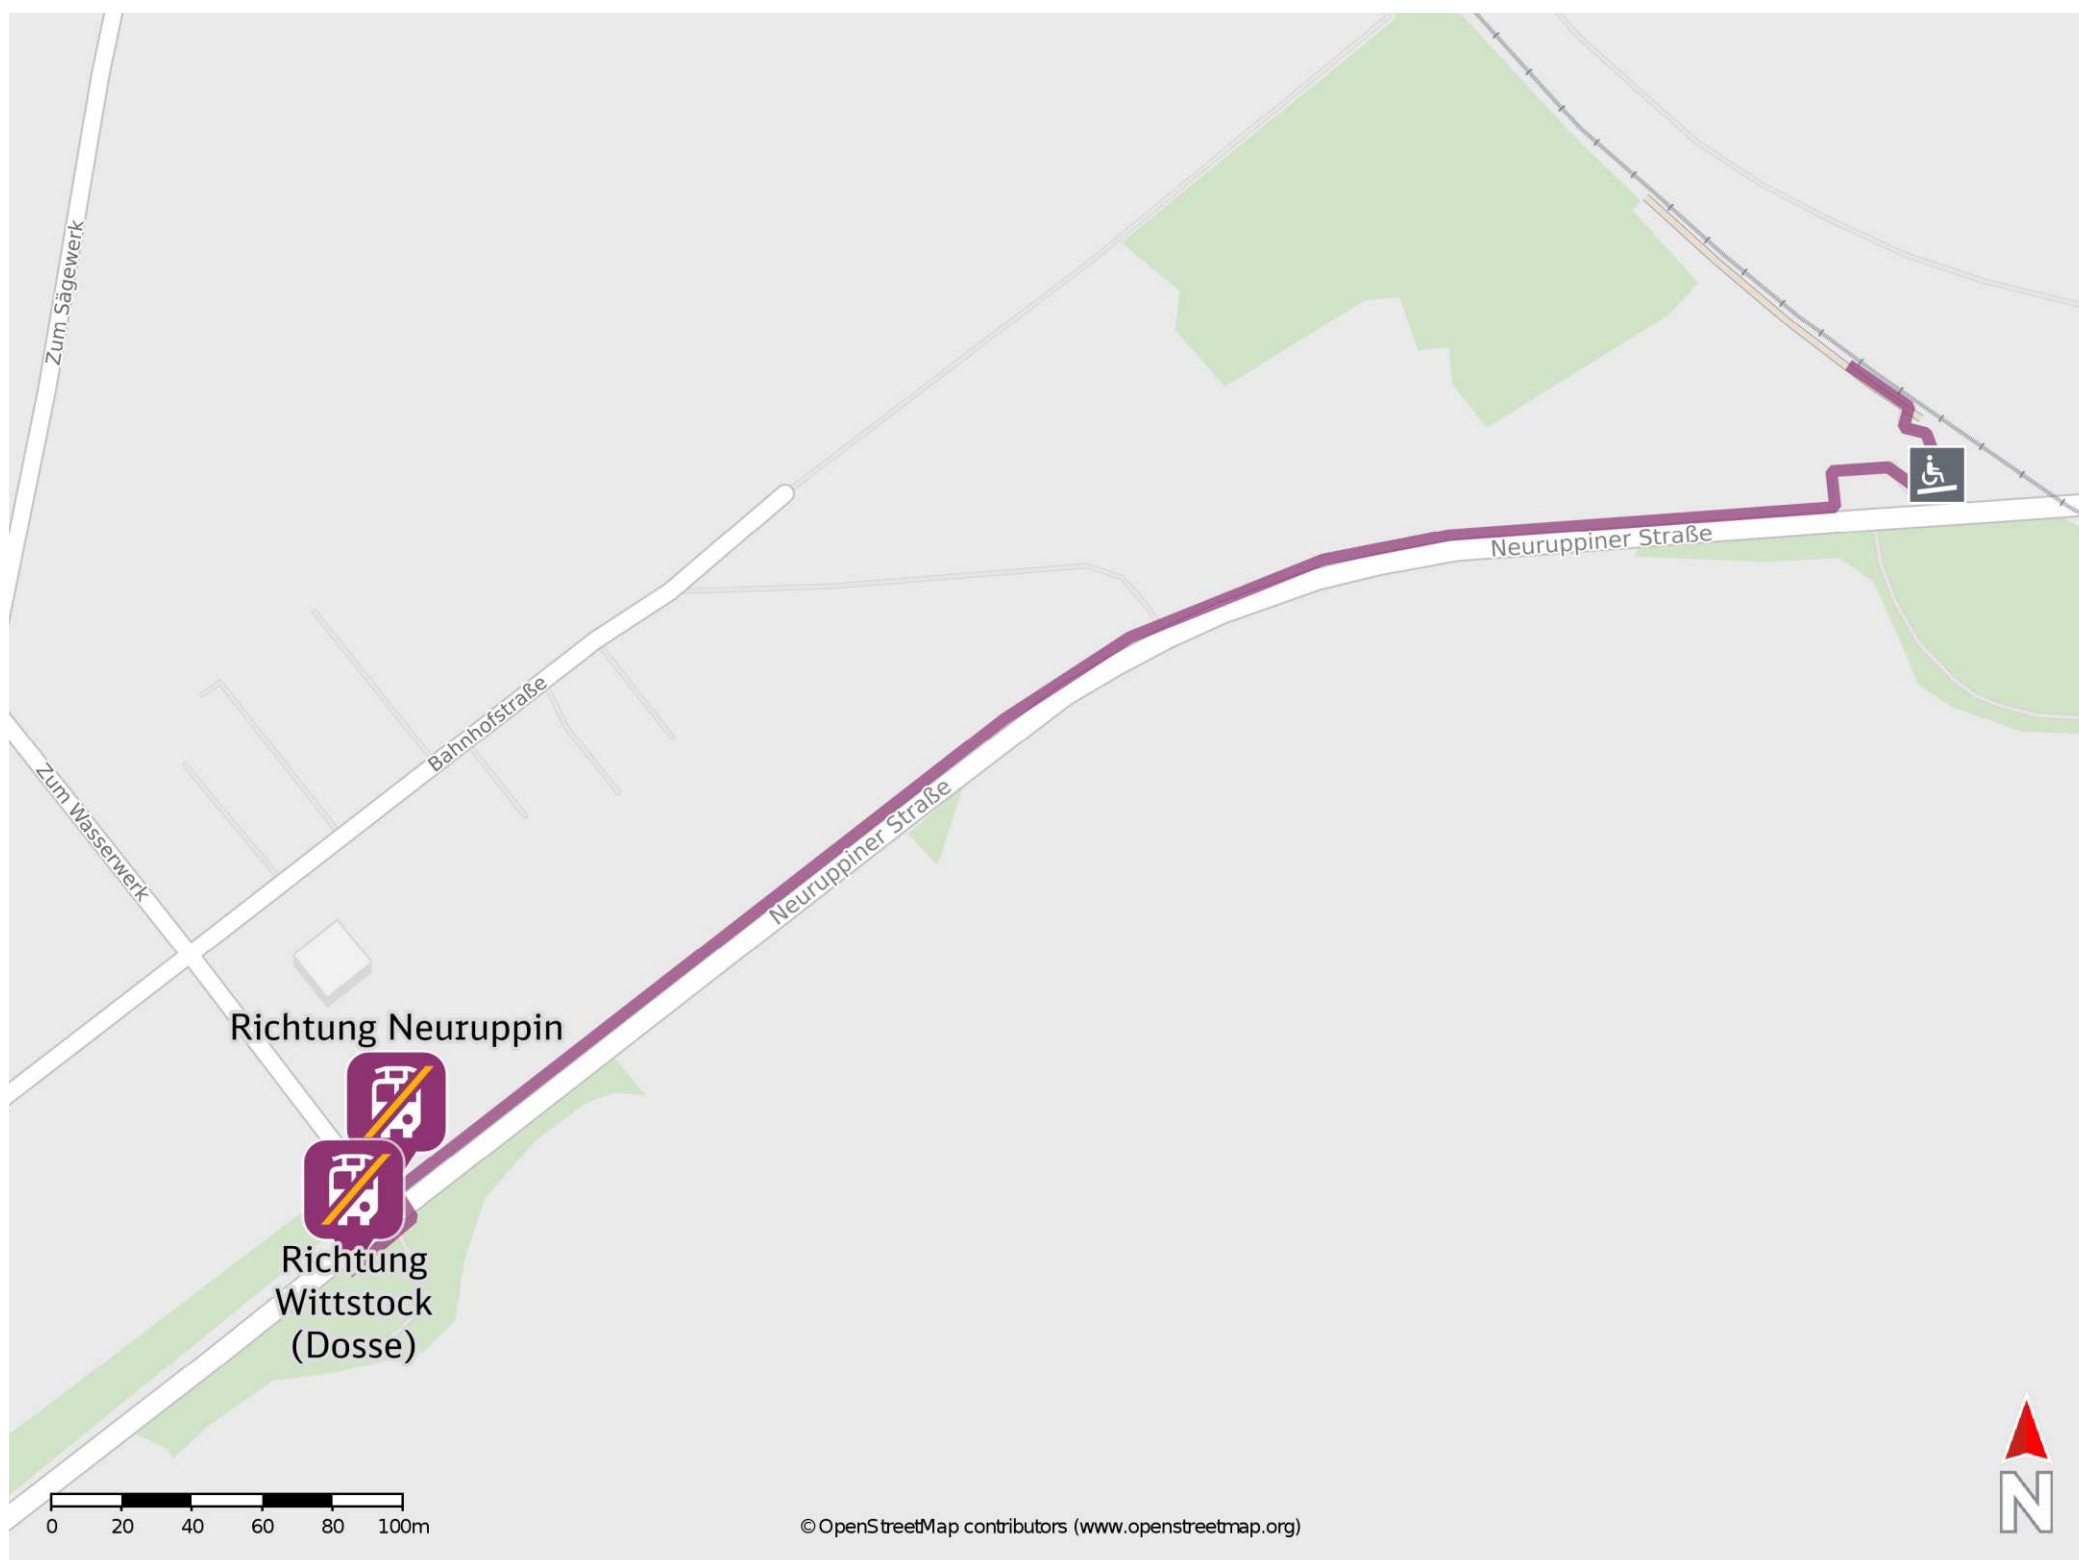 Zum Sägewerk
Neuruppiner Straße
Bahnhofstraße
Zum Wasserwerk
Neuruppiner Straße
Richtung Neuruppin
Richtung
Wittstock
(Dosse)
N
0 20 40 60 80 100m
© OpenStreetMap contributors (www.openstreetmap.org)